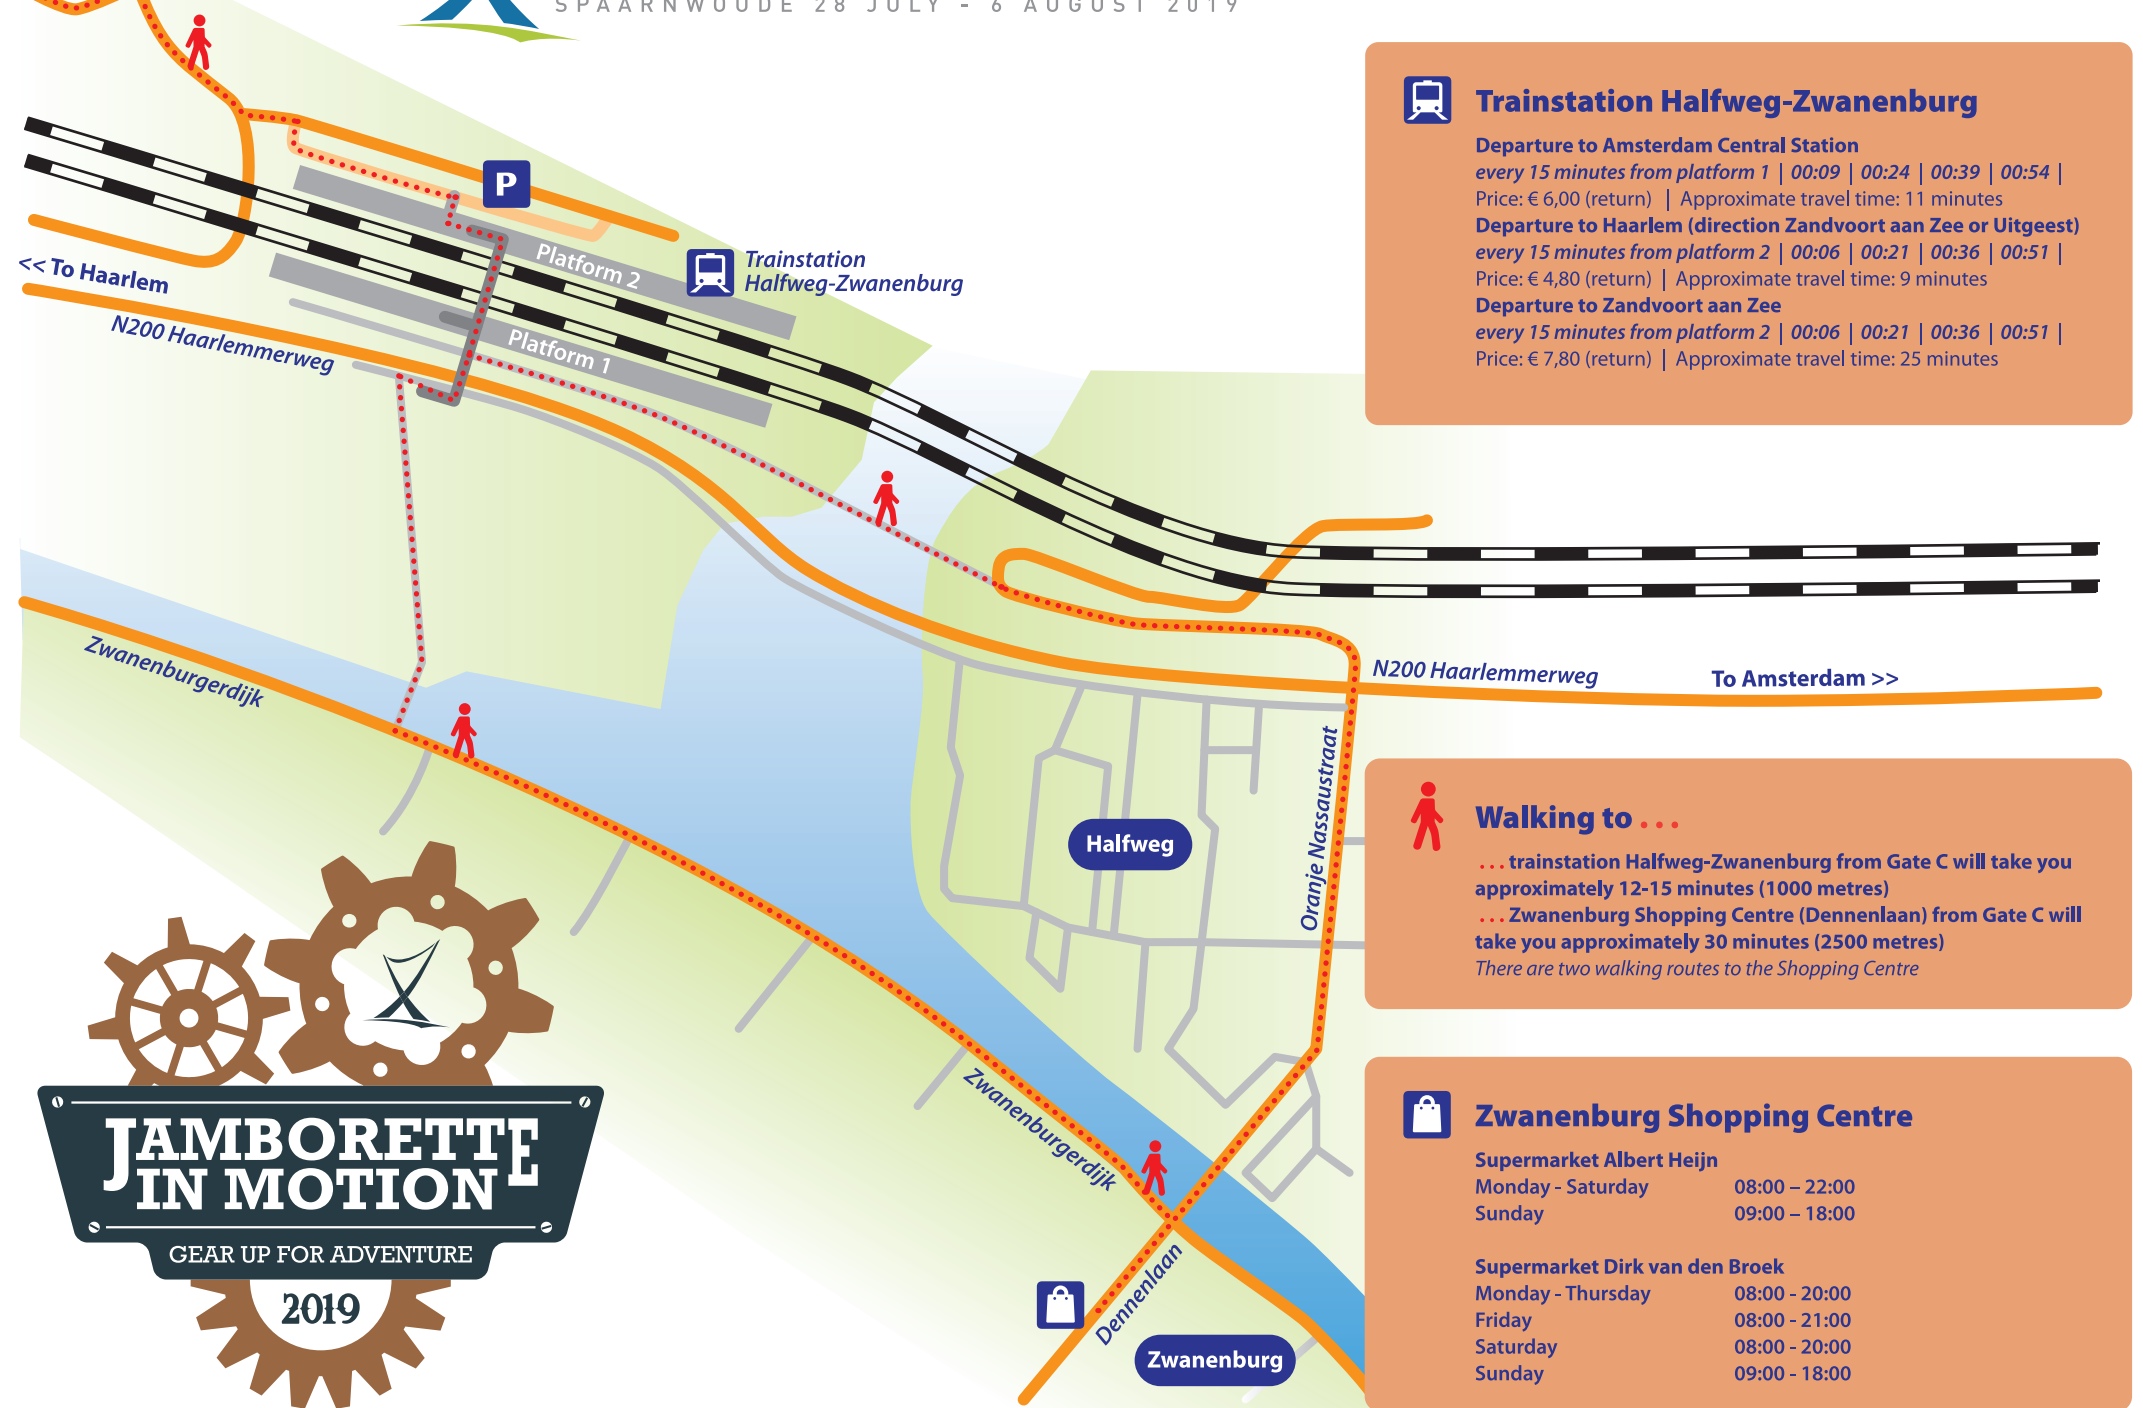 SPAARNWOUDE 28 JULY - 6 AUGUST 2019
P
Platform 2
Trainstation
Halfweg-Zwanenburg
<< To Haarlem
N200 Haarlemmerweg
Platform 1
Zwanenburgerdijk
N200 Haarlemmerweg
To Amsterdam >>
Oranje Nassaustraat
Halfweg
Zwanenburgerdijk
Dennenlaan
Zwanenburg
JAMBORETTE
IN MOTION
GEAR UP FOR ADVENTURE
2019
Trainstation Halfweg-Zwanenburg
Departure to Amsterdam Central Station
every 15 minutes from platform 1 | 00:09 | 00:24 | 00:39 | 00:54 |
Price: € 6,00 (return) | Approximate travel time: 11 minutes
Departure to Haarlem (direction Zandvoort aan Zee or Uitgeest)
every 15 minutes from platform 2 | 00:06 | 00:21 | 00:36 | 00:51 |
Price: € 4,80 (return) | Approximate travel time: 9 minutes
Departure to Zandvoort aan Zee
every 15 minutes from platform 2 | 00:06 | 00:21 | 00:36 | 00:51 |
Price: € 7,80 (return) | Approximate travel time: 25 minutes
Walking to . . .
. . . trainstation Halfweg-Zwanenburg from Gate C will take you
approximately 12-15 minutes (1000 metres)
. . . Zwanenburg Shopping Centre (Dennenlaan) from Gate C will
take you approximately 30 minutes (2500 metres)
There are two walking routes to the Shopping Centre
Zwanenburg Shopping Centre
Supermarket Albert Heijn
Monday - Saturday 08:00 – 22:00
Sunday 09:00 – 18:00
Supermarket Dirk van den Broek
Monday - Thursday 08:00 - 20:00
Friday 08:00 - 21:00
Saturday 08:00 - 20:00
Sunday 09:00 - 18:00